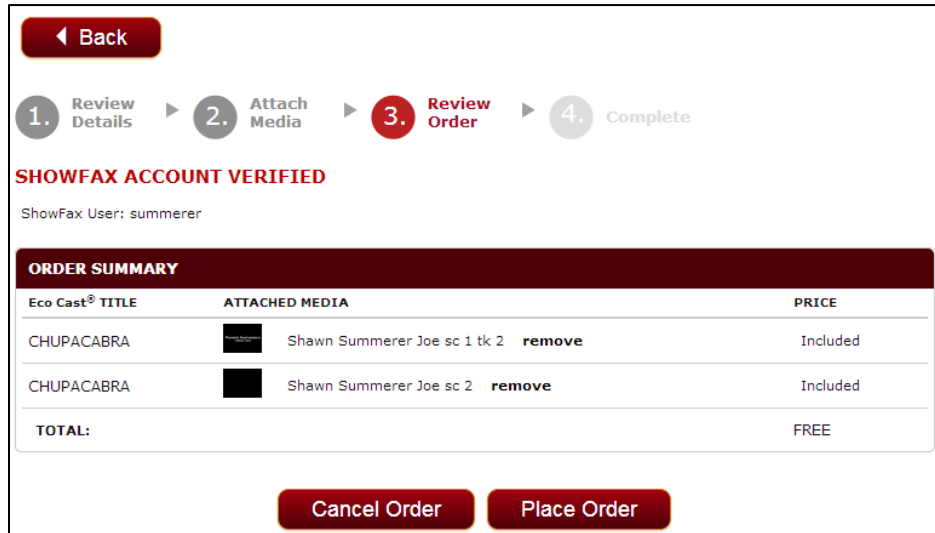 Back
1. Review Details 2. Attach Media 3. Review Order 4. Complete
SHOWFAX ACCOUNT VERIFIED
ShowFax User: summerer
ORDER SUMMARY
Eco Cast® TITLE ATTACHED MEDIA PRICE
CHUPACABRA Shawn Summerer Joe sc 1 tk 2 remove Included
CHUPACABRA Shawn Summerer Joe sc 2 remove Included
TOTAL: FREE
Cancel Order Place Order